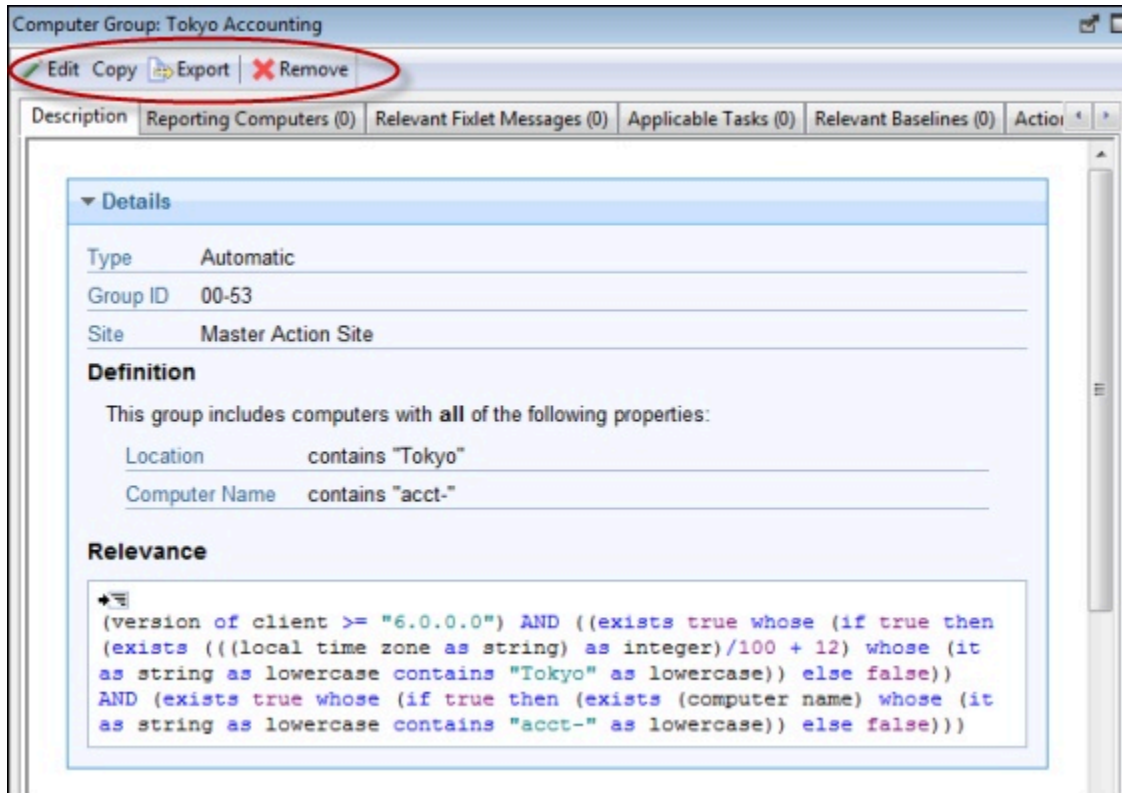 Computer Group: Tokyo Accounting
Edit Copy Export Remove
Description Reporting Computers (0) Relevant Fixlet Messages (0) Applicable Tasks (0) Relevant Baselines (0)
Details
Type Automatic
Group ID 00-53
Site Master Action Site
Definition
This group includes computers with all of the following properties:
Location contains "Tokyo"
Computer Name contains "acct-"
Relevance
(version of client >= "6.0.0.0") AND ((exists true whose (if true then
(exists (((local time zone as string) as integer)/100 + 12) whose (it
as string as lowercase contains "Tokyo" as lowercase)) else false))
AND (exists true whose (if true then (exists (computer name) whose (it
as string as lowercase contains "acct-" as lowercase)) else false)))